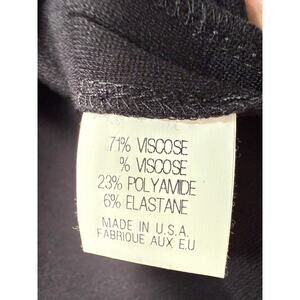 71% VISCOSE
% VISCOSE
23% POLYAMIDE
6% ELASTANE
MADE IN U.S.A.
FABRIQUE AUX E.U